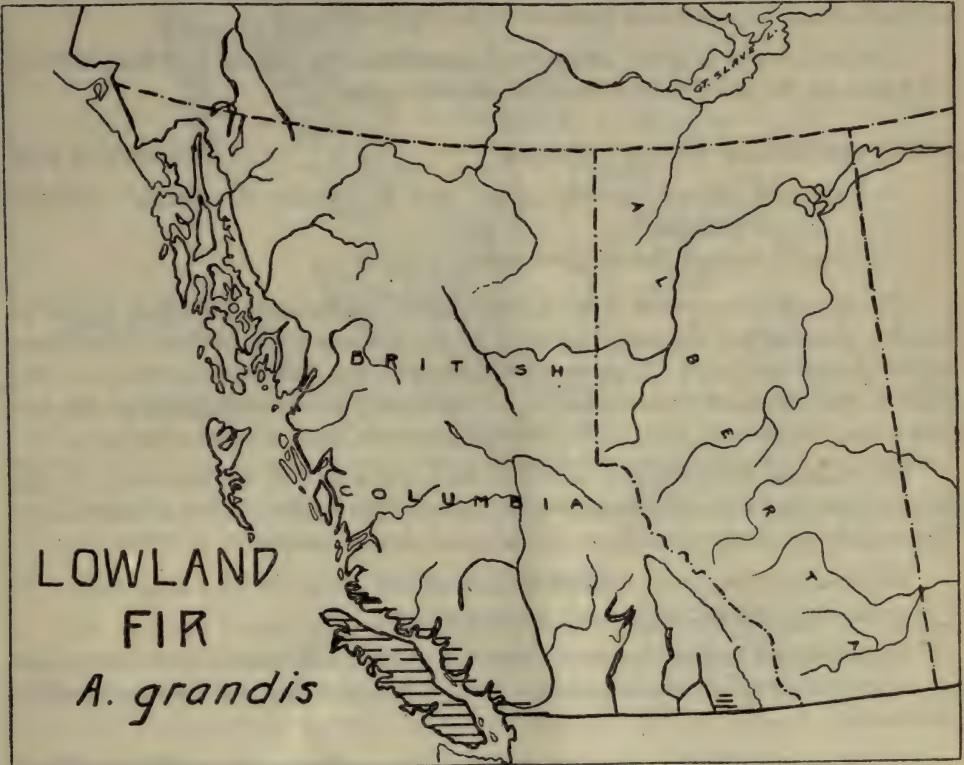 GT. SLAVE L.
BRITISH
COLUMBIA
ALBERTA
LOWLAND
FIR
A. grandis